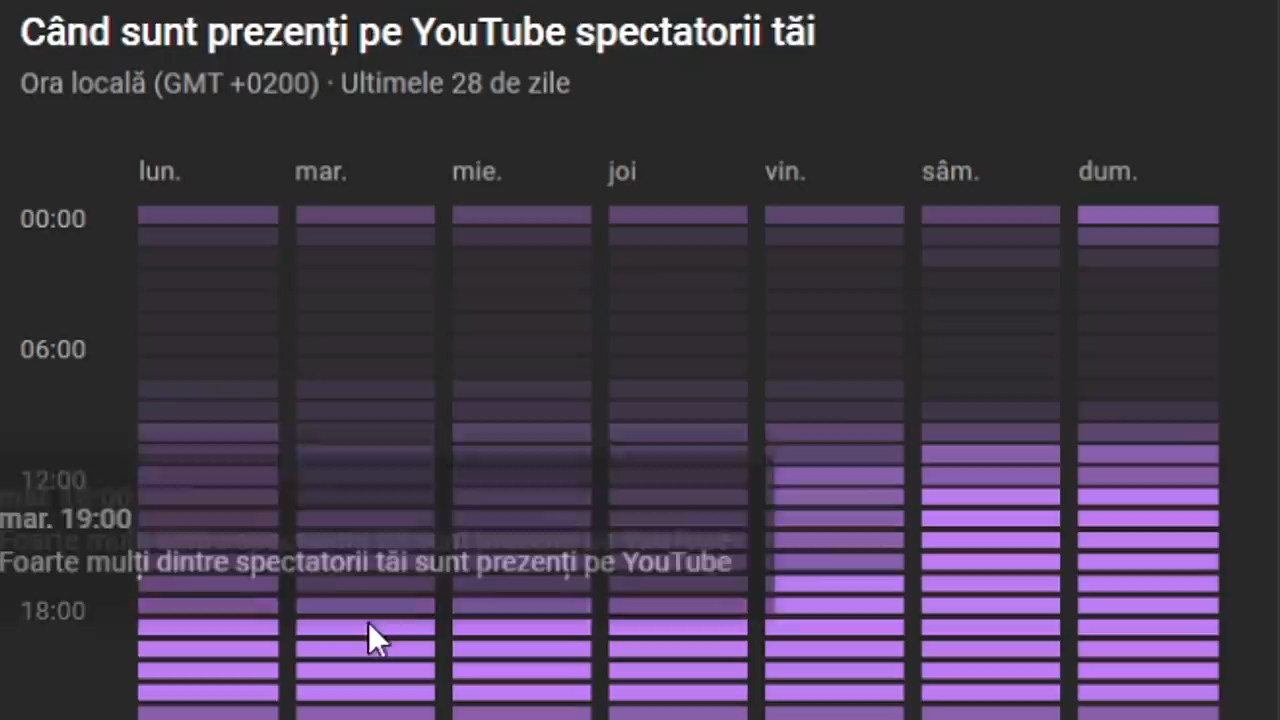 Când sunt prezenți pe YouTube spectatorii tăi
Ora locală (GMT +0200) · Ultimele 28 de zile
lun. mar. mie. joi vin. sâm. dum.
00:00
06:00
12:00
mar. 19:00
Foarte mulți dintre spectatorii tăi sunt prezenți pe YouTube
18:00